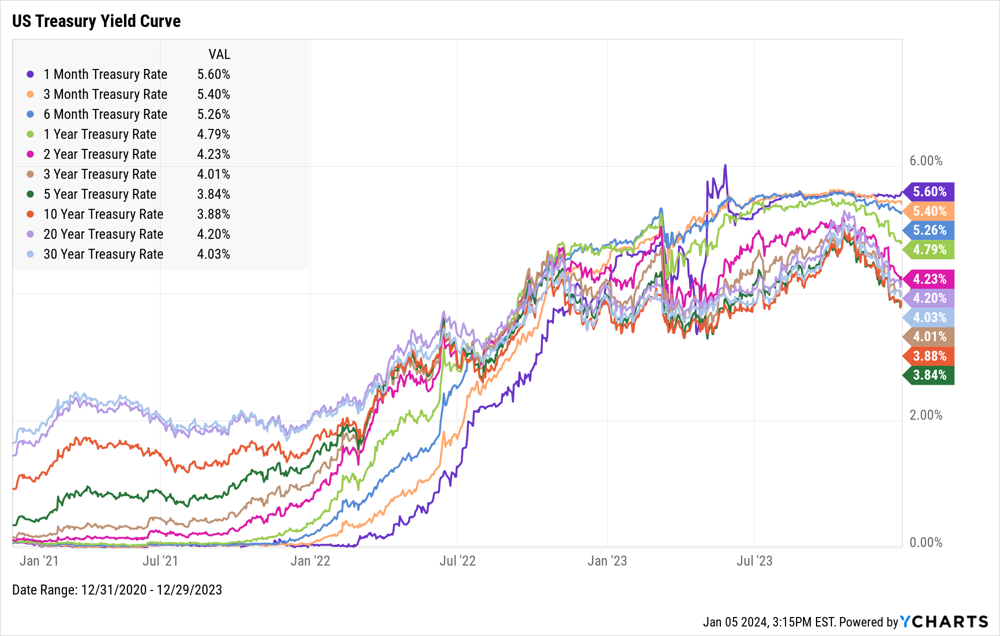 US Treasury Yield Curve
VAL
1 Month Treasury Rate 5.60%
3 Month Treasury Rate 5.40%
6 Month Treasury Rate 5.26%
1 Year Treasury Rate 4.79%
2 Year Treasury Rate 4.23%
3 Year Treasury Rate 4.01%
5 Year Treasury Rate 3.84%
10 Year Treasury Rate 3.88%
20 Year Treasury Rate 4.20%
30 Year Treasury Rate 4.03%
6.00%
5.60%
5.40%
5.26%
4.79%
4.23%
4.20%
4.03%
4.01%
3.88%
3.84%
2.00%
0.00%
Jan '21 Jul '21 Jan '22 Jul '22 Jan '23 Jul '23
Date Range: 12/31/2020 - 12/29/2023
Jan 05 2024, 3:15PM EST. Powered by YCHARTS